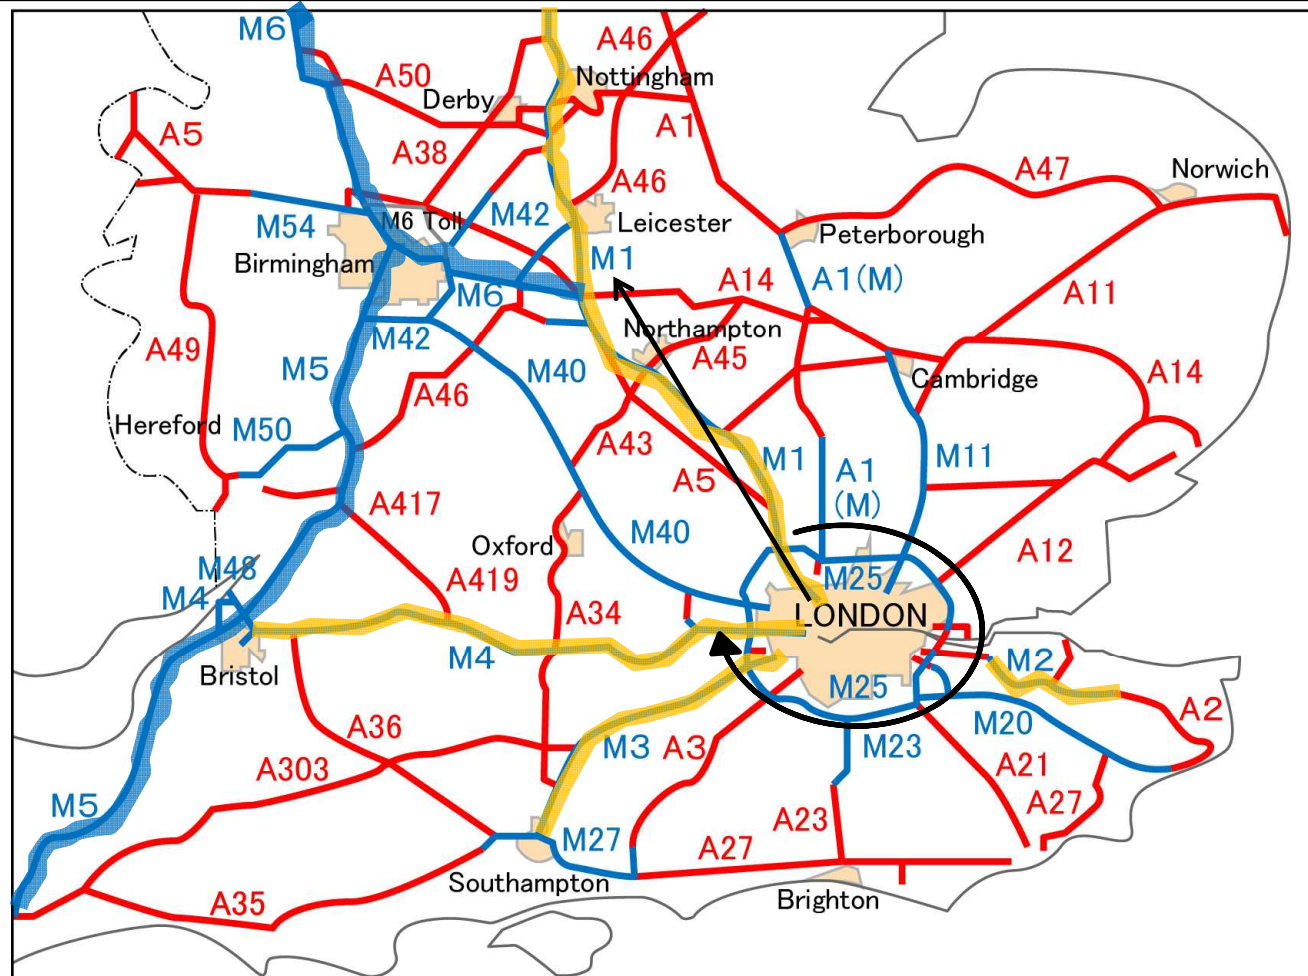 M6
A46
A50
Nottingham
Derby
A1
A5
A38
A47
Norwich
A46
M42
M6 Toll
Leicester
M54
Peterborough
Birmingham
M1
A14
A1(M)
A11
M6
Northampton
M42
A49
A45
M5
M40
Cambridge
A14
A46
Hereford
M50
A43
M1
A1
(M)
M11
A5
A417
M40
Oxford
A12
M48
A419
M25
M4
A34
LONDON
M4
M2
Bristol
M25
A2
M20
A36
M3
A3
M23
A303
A21
M5
A27
A23
M27
A27
Southampton
A35
Brighton